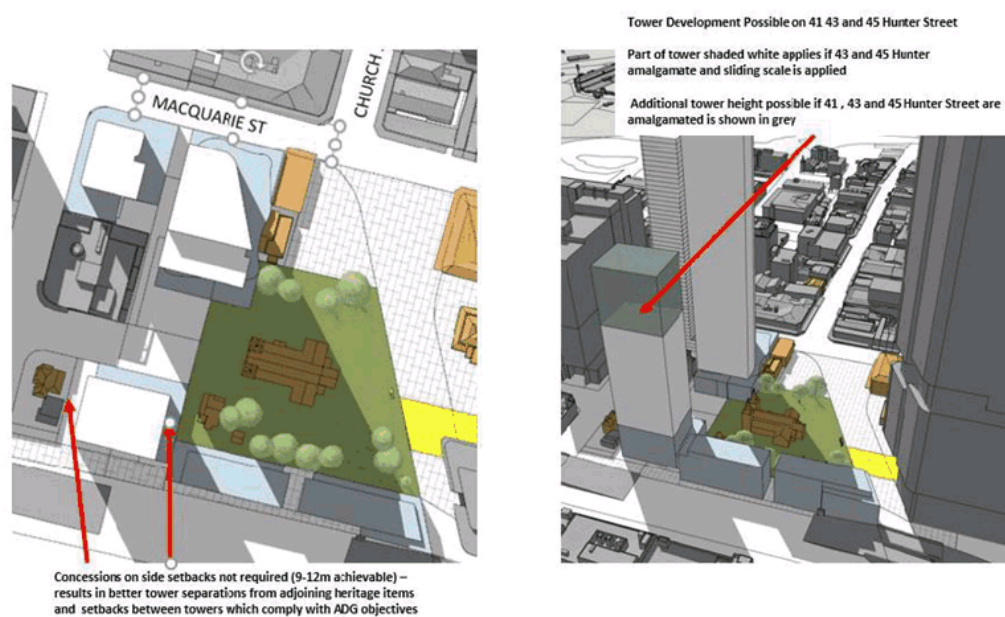 MACQUARIE ST
CHURCH
Concessions on side setbacks not required (9-12m achievable) –
results in better tower separations from adjoining heritage items
and setbacks between towers which comply with ADG objectives
Tower Development Possible on 41 43 and 45 Hunter Street
Part of tower shaded white applies if 43 and 45 Hunter
amalgamate and sliding scale is applied
Additional tower height possible if 41 , 43 and 45 Hunter Street are
amalgamated is shown in grey